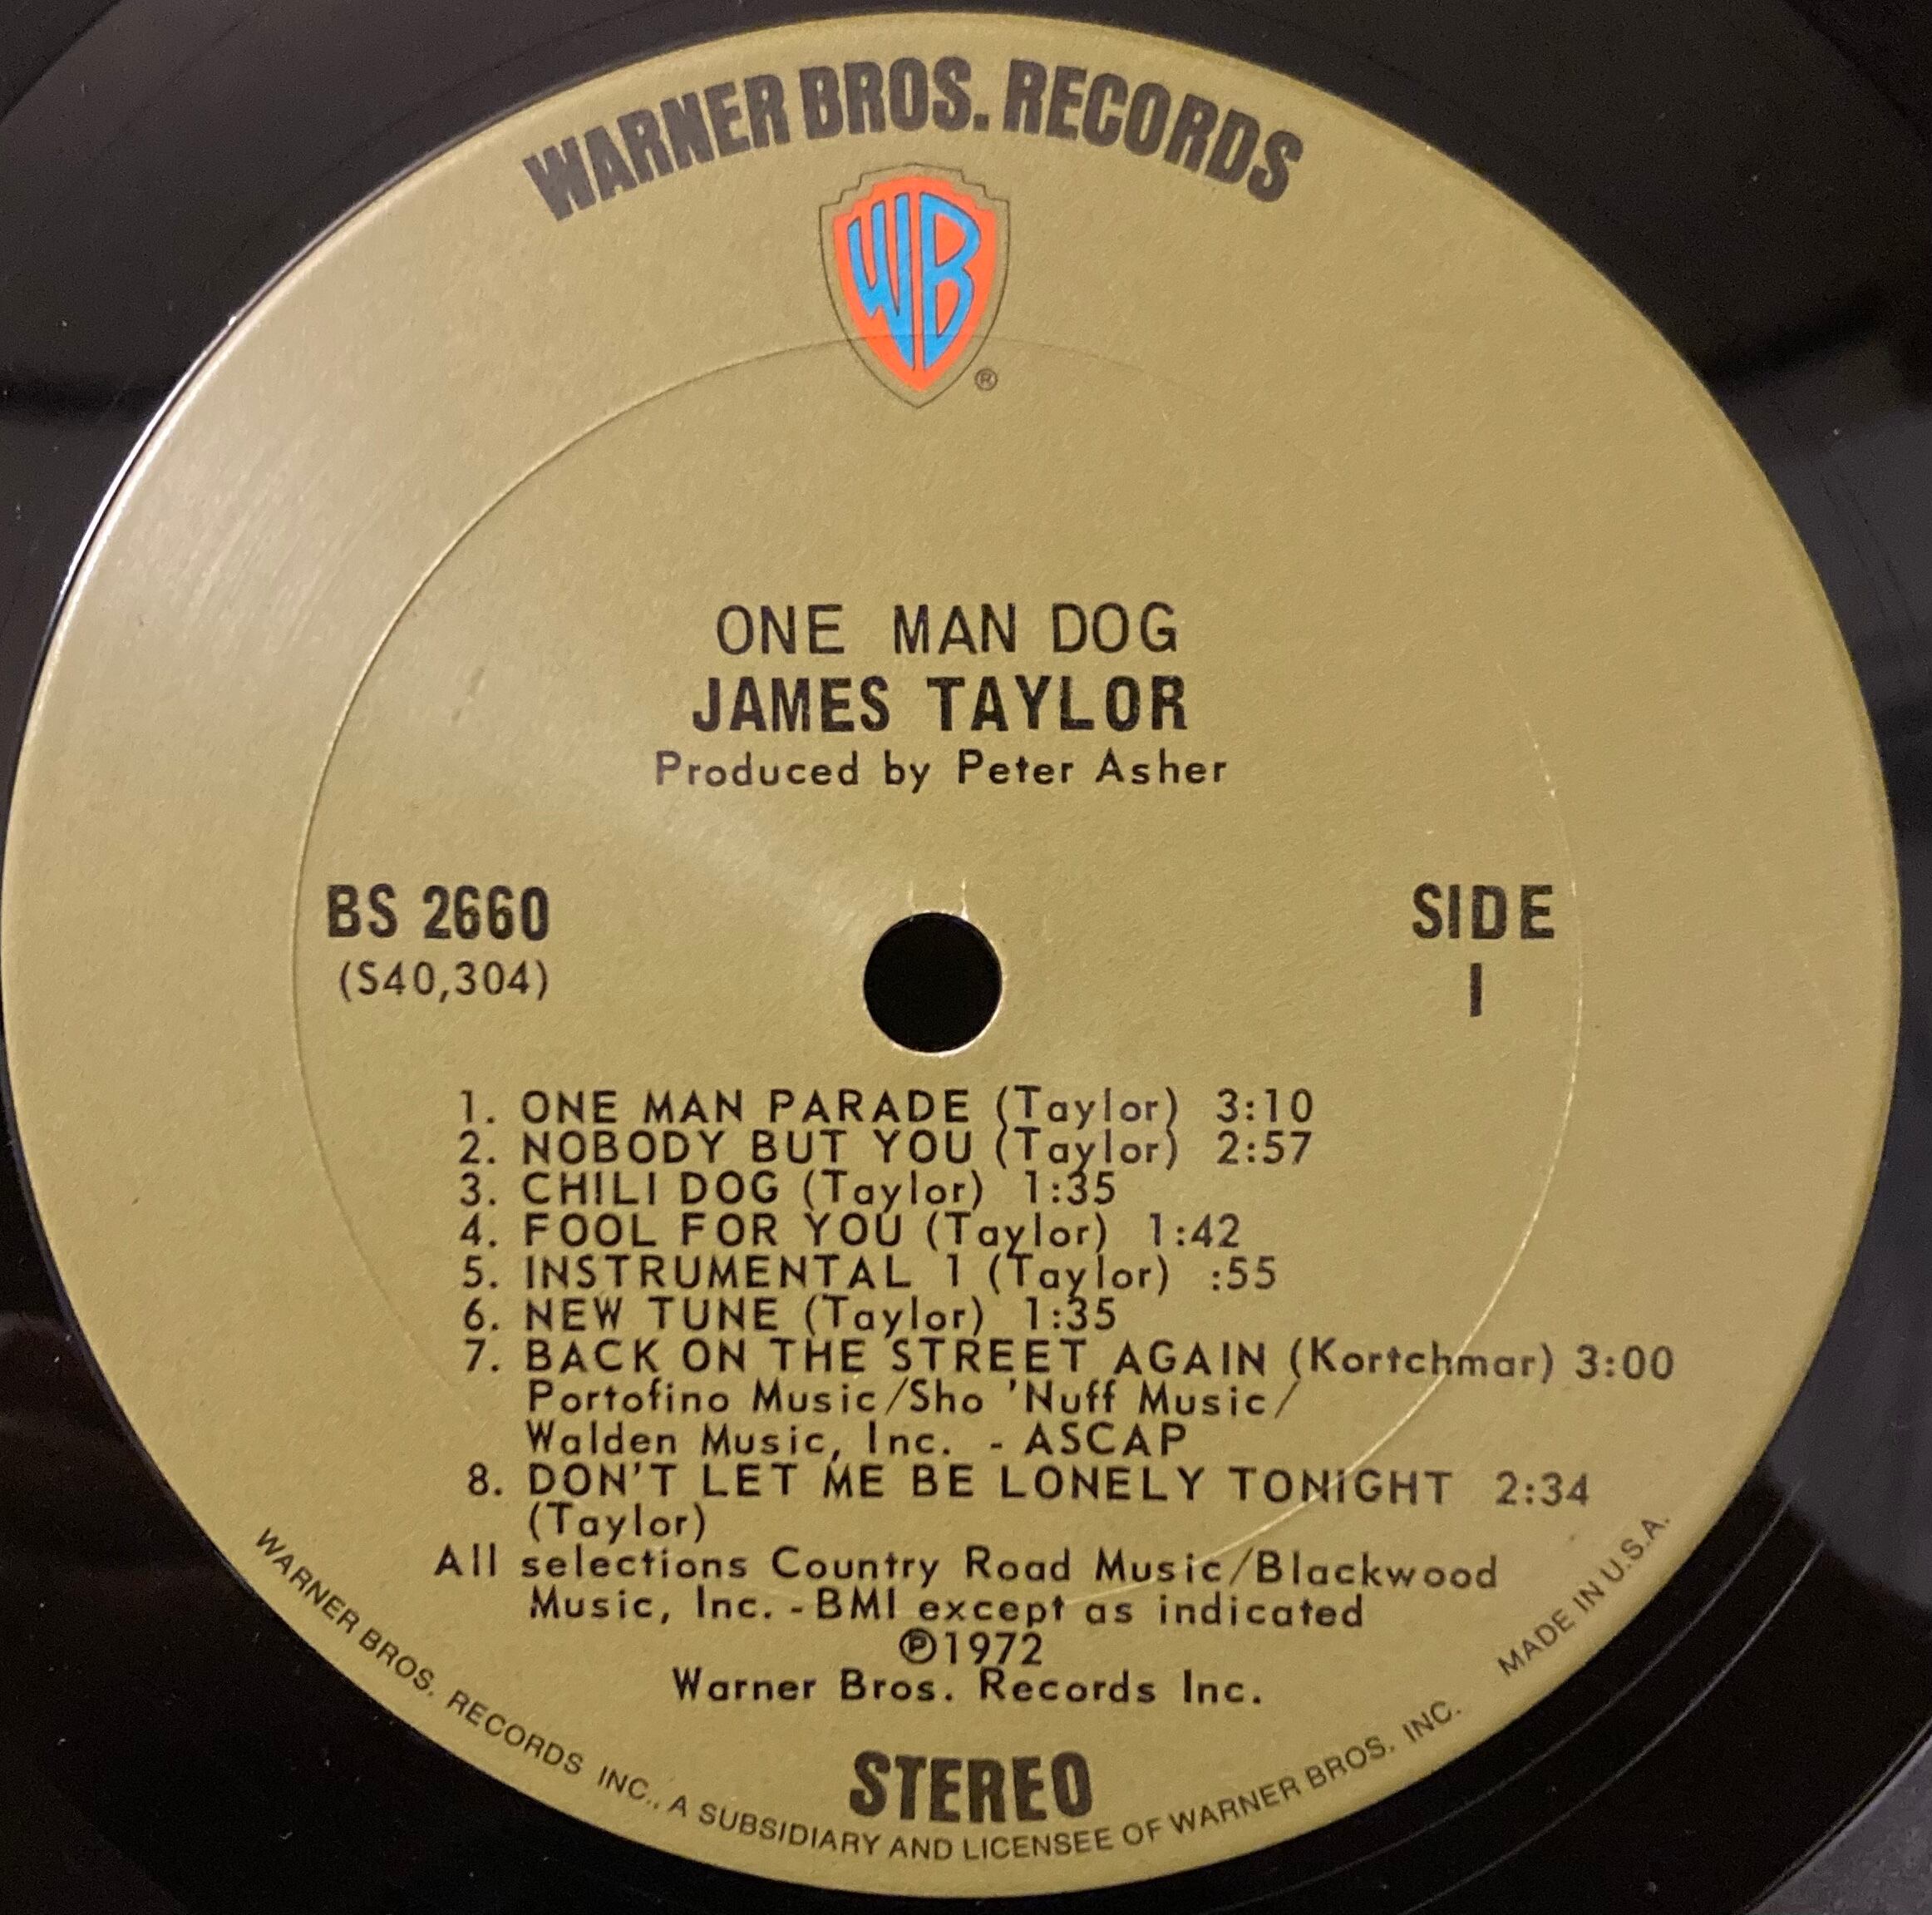 WARNER BROS. RECORDS
WB
®
ONE MAN DOG
JAMES TAYLOR
Produced by Peter Asher
BS 2660
(S40,304)
SIDE
1
1. ONE MAN PARADE (Taylor) 3:10
2. NOBODY BUT YOU (Taylor) 2:57
3. CHILI DOG (Taylor) 1:35
4. FOOL FOR YOU (Taylor) 1:42
5. INSTRUMENTAL 1 (Taylor) :55
6. NEW TUNE (Taylor) 1:35
7. BACK ON THE STREET AGAIN (Kortchmar) 3:00
Portofino Music/Sho 'Nuff Music/
Walden Music, Inc. - ASCAP
8. DON'T LET ME BE LONELY TONiGHT 2:34
(Taylor)
All selections Country Road Music/Blackwood
Music, Inc. - BMI except as indicated
℗1972
Warner Bros. Records Inc.
STEREO
WARNER BROS. RECORDS INC., A SUBSIDIARY AND LICENSEE OF WARNER BROS. INC. MADE IN U.S.A.